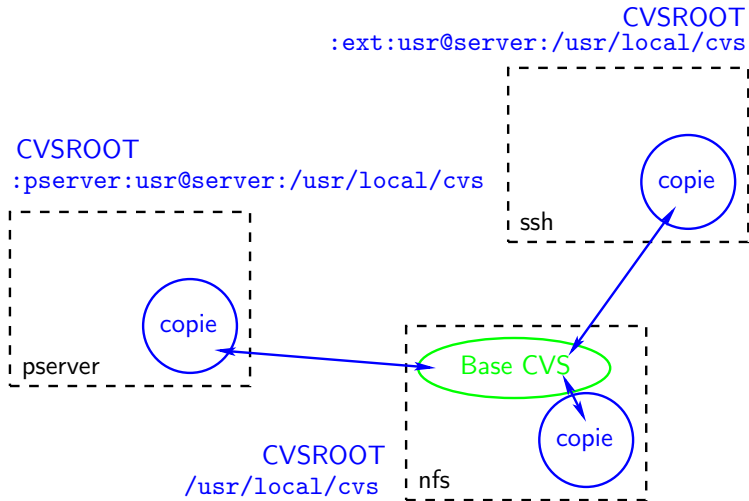 CVSROOT
:ext:usr@server:/usr/local/cvs
copie
ssh
CVSROOT
:pserver:usr@server:/usr/local/cvs
copie
pserver
Base CVS
copie
nfs
CVSROOT
/usr/local/cvs